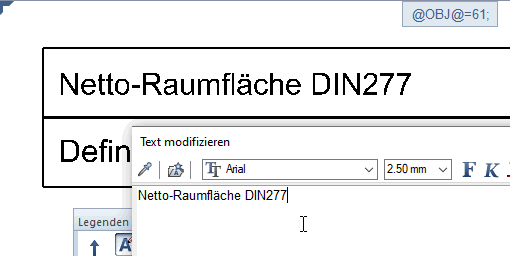 @OBJ@=61;
Netto-Raumfläche DIN277
Defin
Text modifizieren
Arial
2.50 mm
F K
Netto-Raumfläche DIN277
Legenden
A